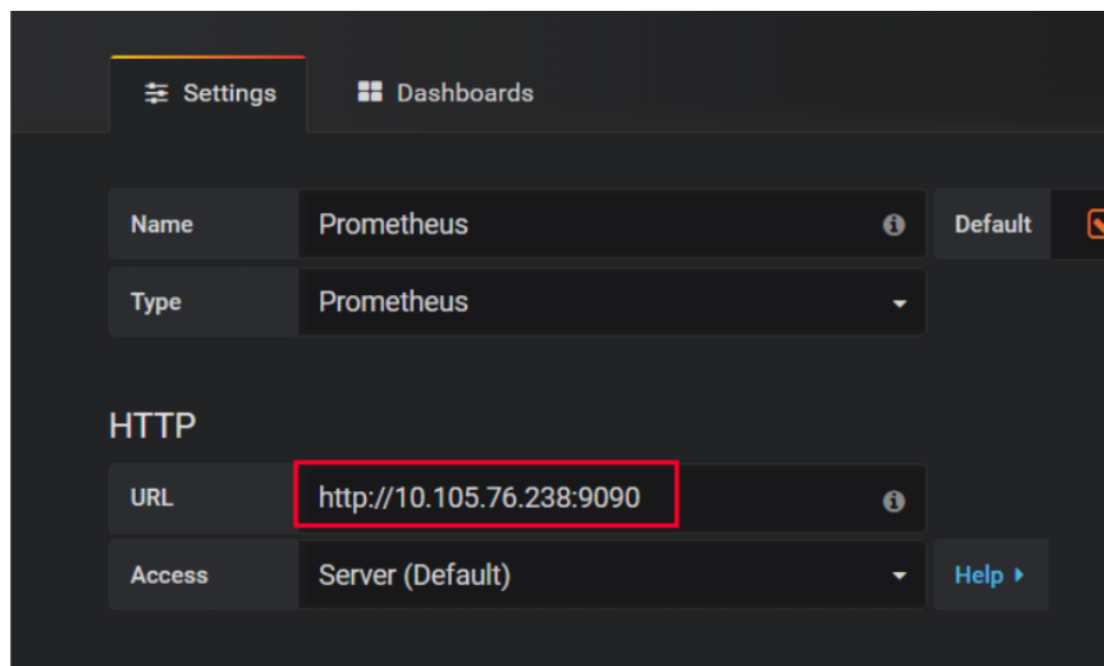 Settings Dashboards
Name Prometheus Default
Type Prometheus
HTTP
URL http://10.105.76.238:9090
Access Server (Default) Help